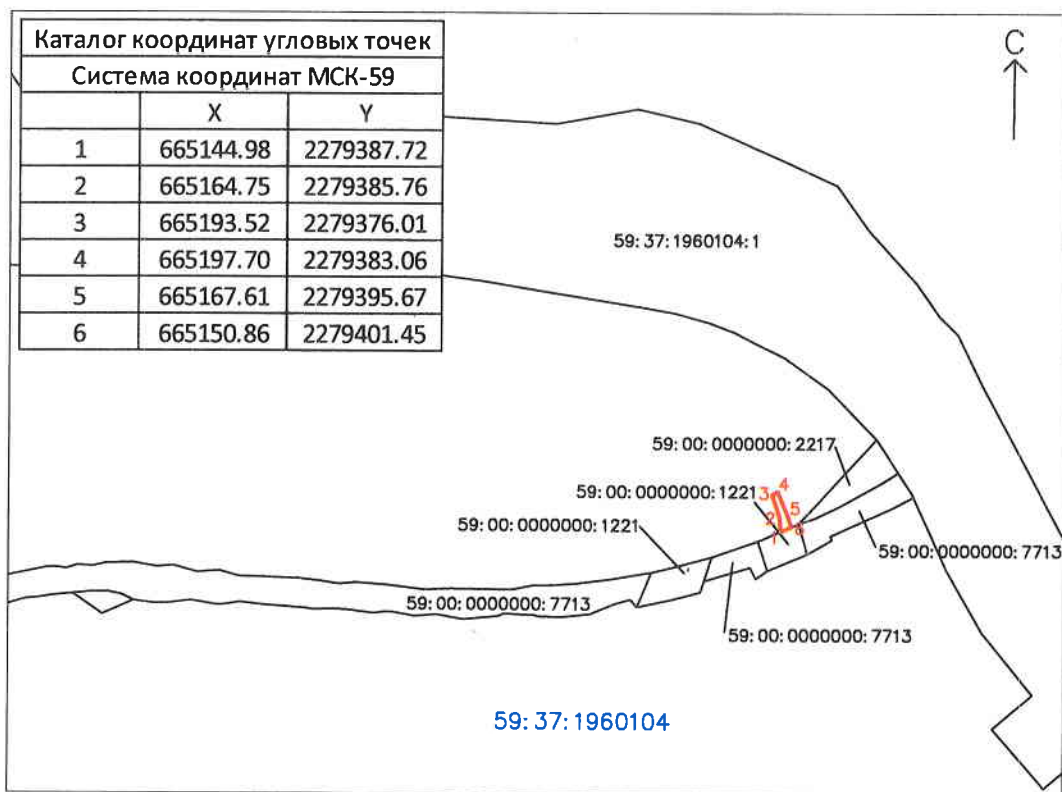 Каталог координат угловых точек
Система координат МСК-59
X Y
1 665144.98 2279387.72
2 665164.75 2279385.76
3 665193.52 2279376.01
4 665197.70 2279383.06
5 665167.61 2279395.67
6 665150.86 2279401.45
С
59:37:1960104:1
59:00:0000000:2217
4
3
59:00:0000000:1221
2
5
1
6
59:00:0000000:1221
59:00:0000000:7713
59:00:0000000:7713
59:00:0000000:7713
59:37:1960104